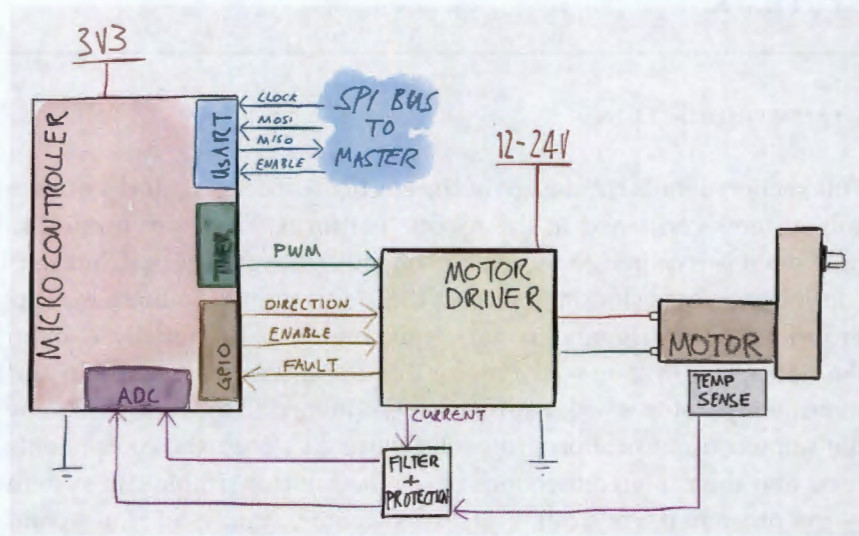 3V3
MICROCONTROLLER
USART
CLOCK
MOSI
MISO
ENABLE
SPI BUS
TO
MASTER
12-24V
TIMER
PWM
MOTOR
DRIVER
GPIO
DIRECTION
ENABLE
FAULT
MOTOR
TEMP
SENSE
ADC
CURRENT
FILTER
+
PROTECTION